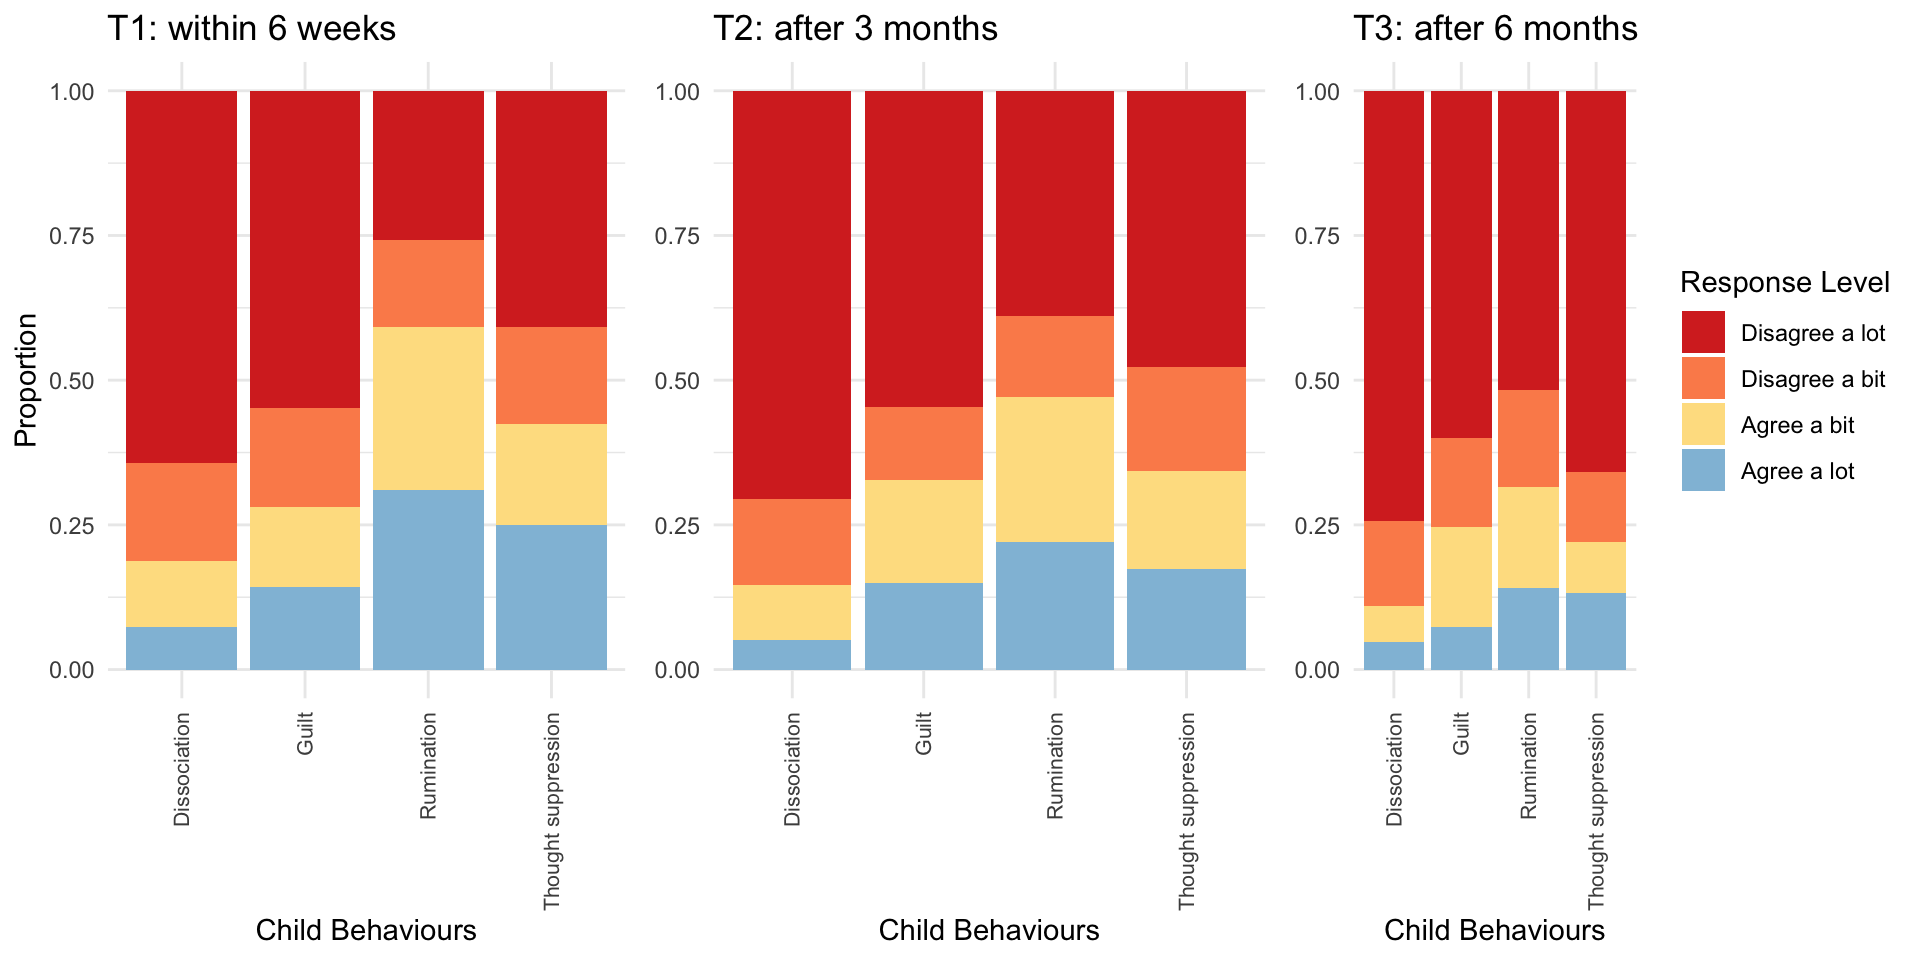 T1: within 6 weeks
T2: after 3 months
T3: after 6 months
Proportion
1.00
0.75
0.50
0.25
0.00
1.00
0.75
0.50
0.25
0.00
1.00
0.75
0.50
0.25
0.00
Dissociation
Guilt
Rumination
Thought suppression
Dissociation
Guilt
Rumination
Thought suppression
Dissociation
Guilt
Rumination
Thought suppression
Child Behaviours
Child Behaviours
Child Behaviours
Response Level
Disagree a lot
Disagree a bit
Agree a bit
Agree a lot